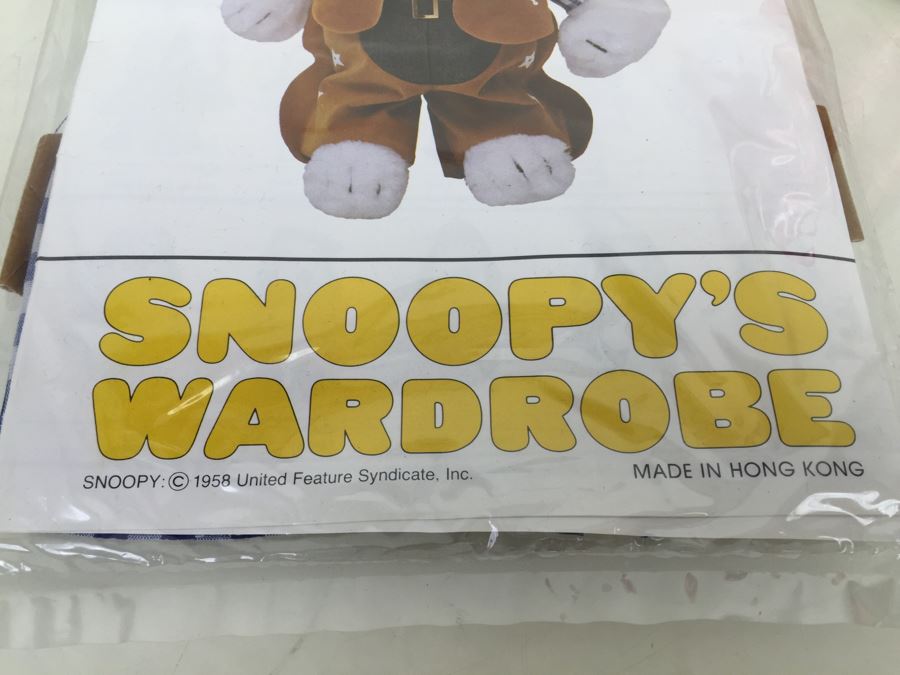 SNOOPY'S
WARDROBE
SNOOPY: © 1958 United Feature Syndicate, Inc.
MADE IN HONG KONG